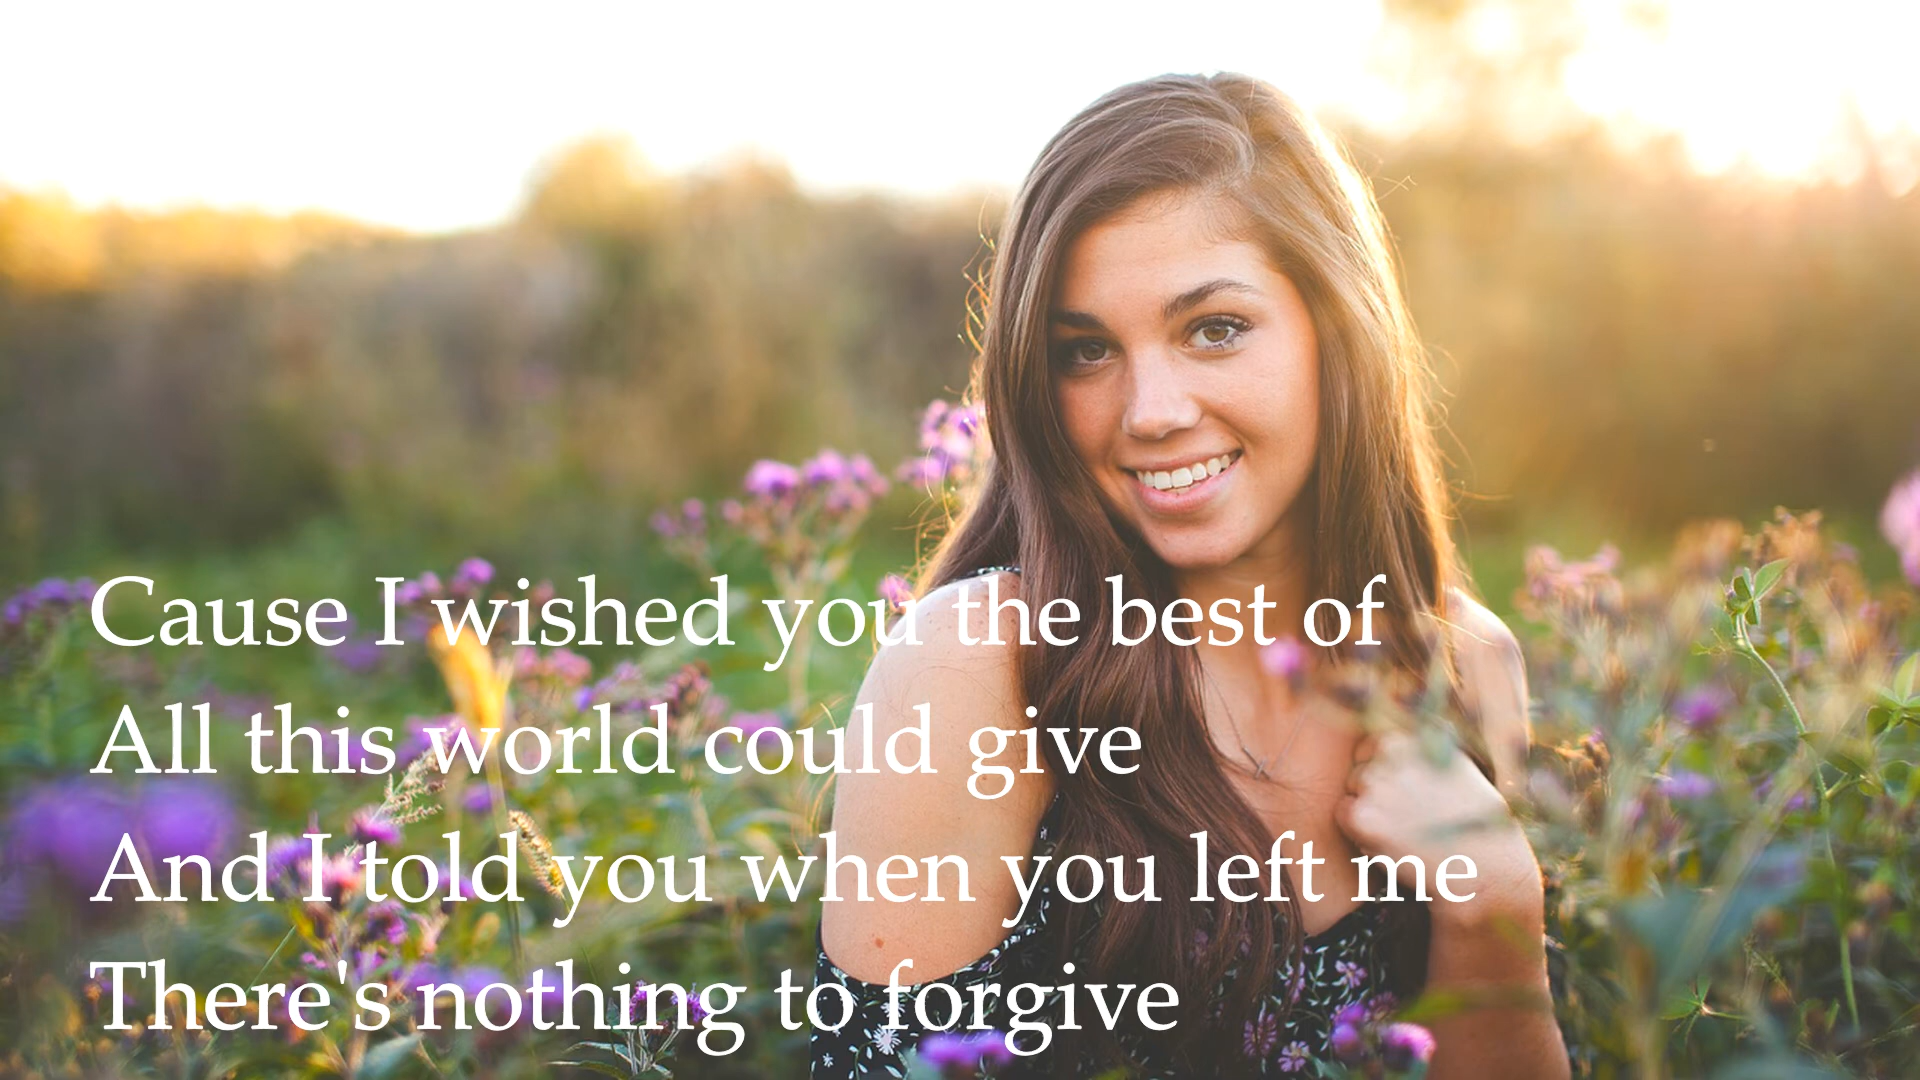 Cause I wished you the best of
All this world could give
And I told you when you left me
There's nothing to forgive